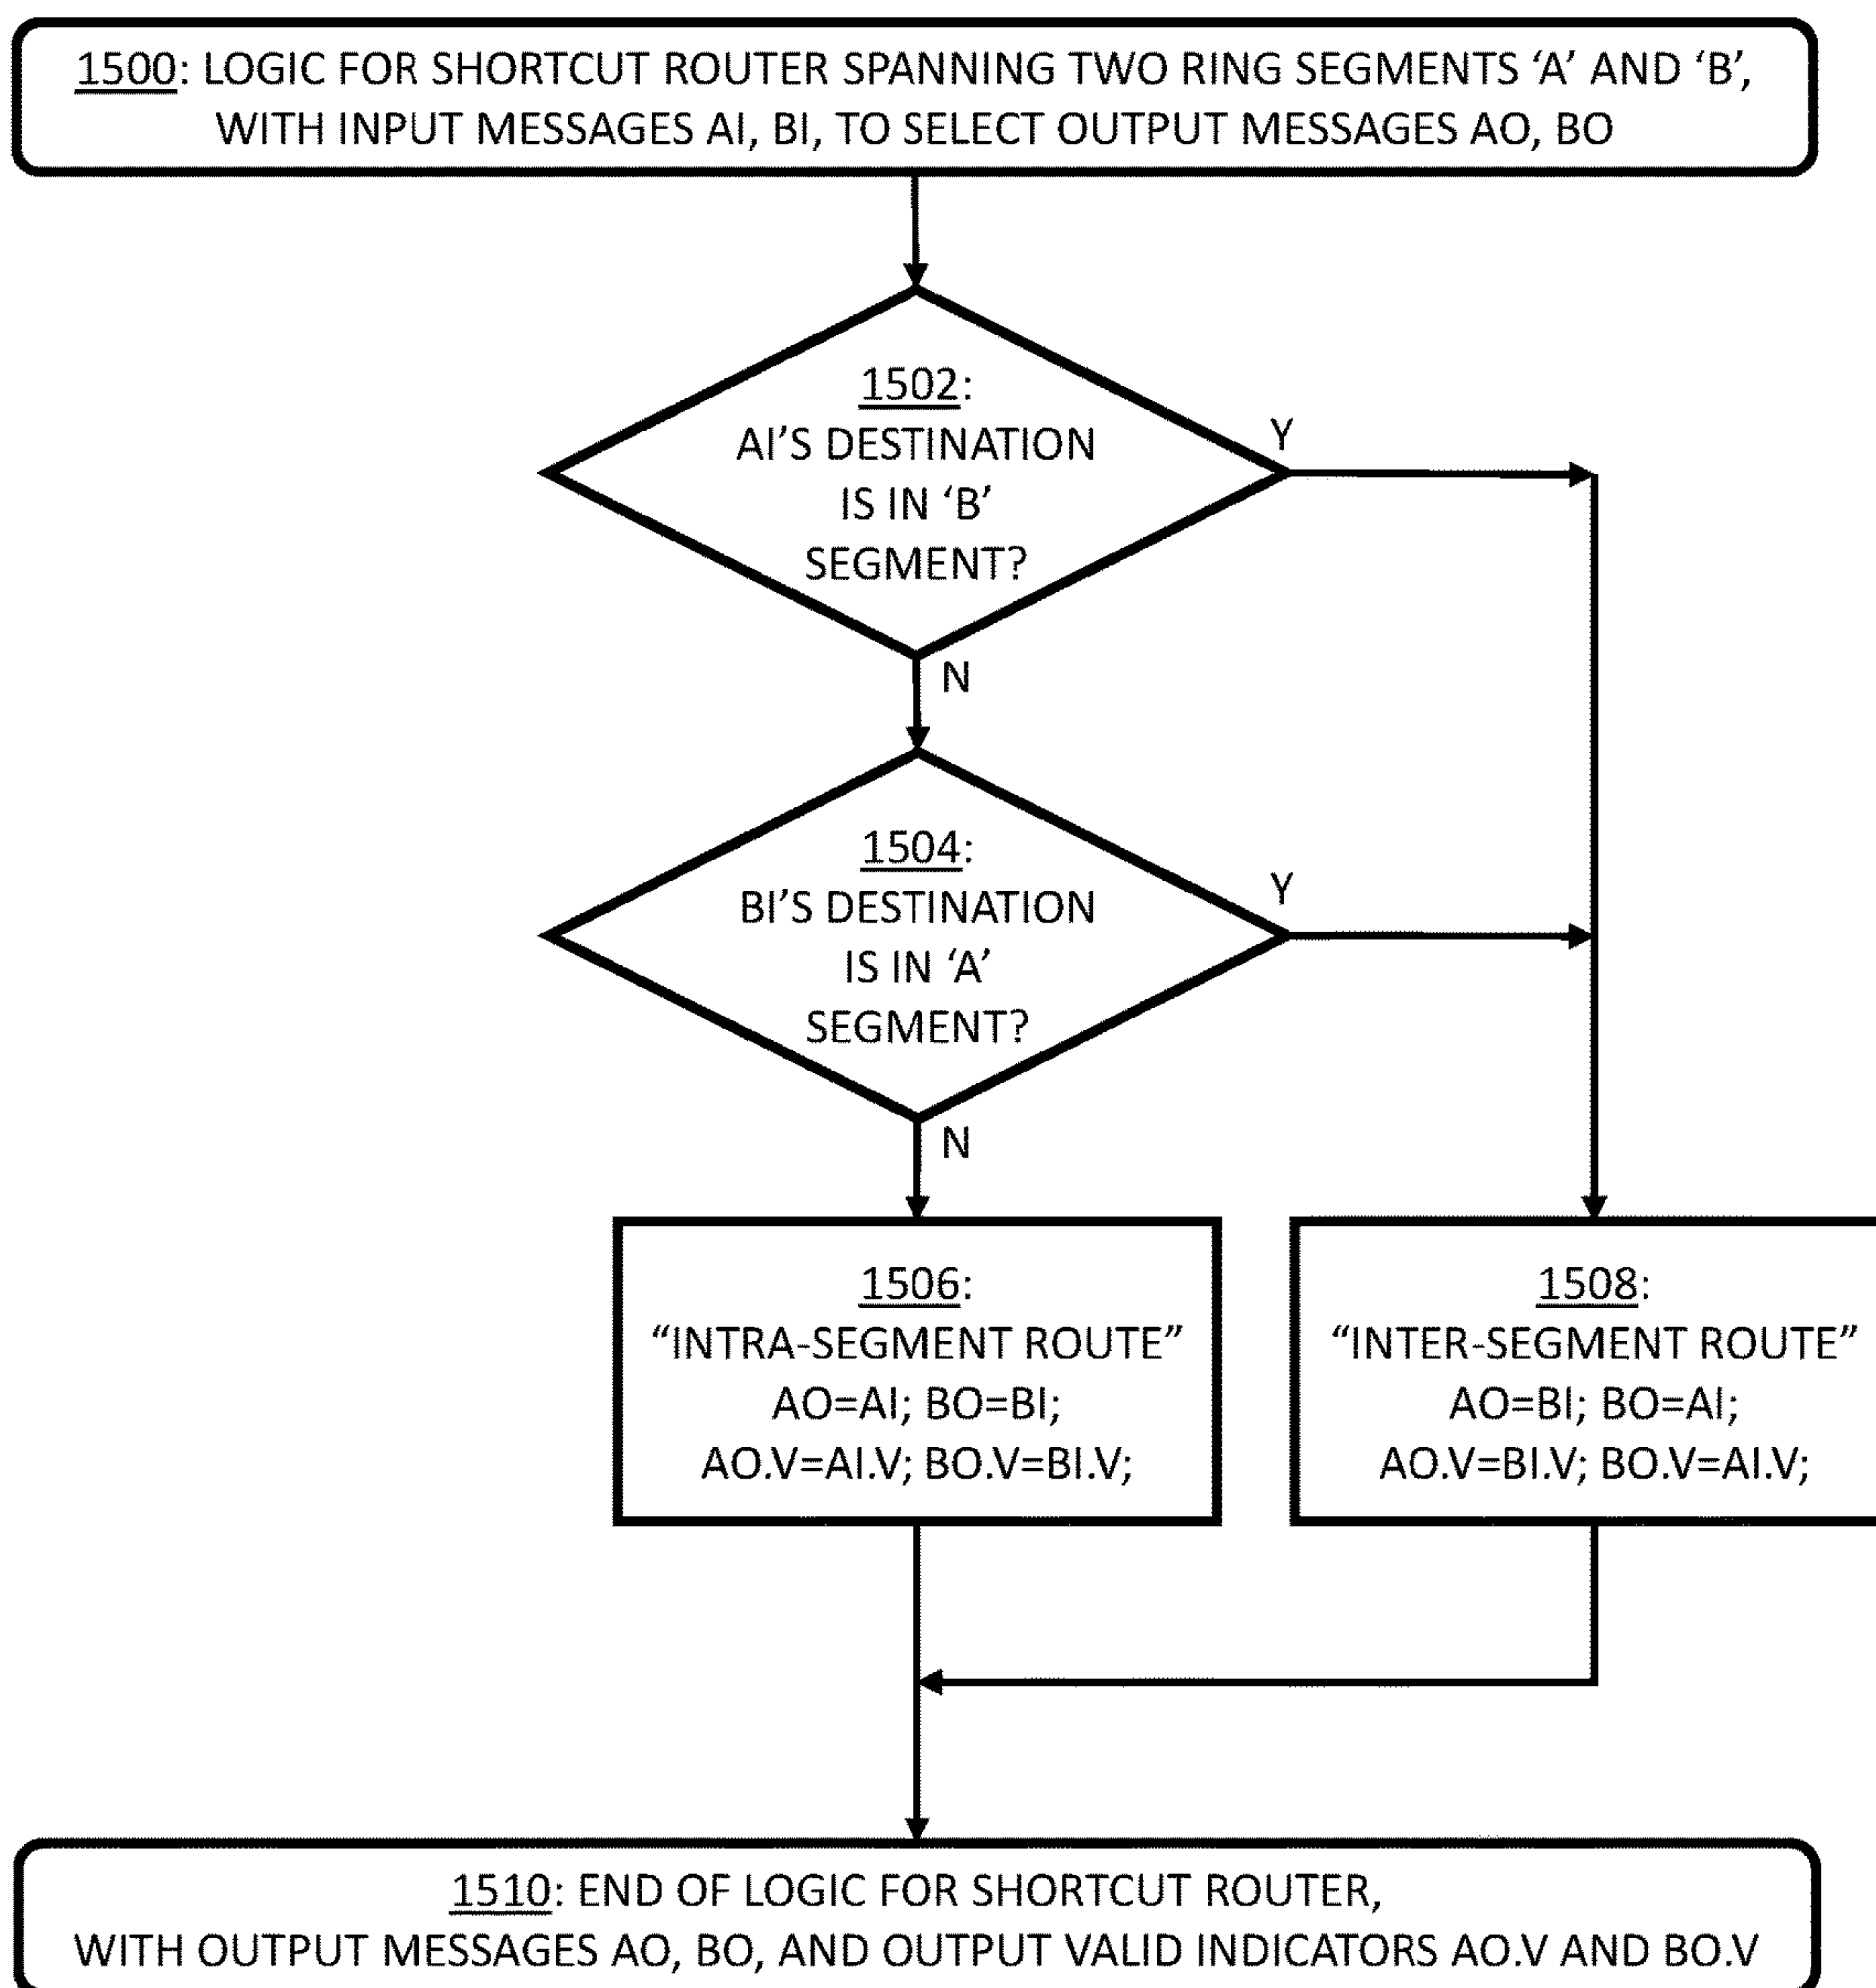 1500: LOGIC FOR SHORTCUT ROUTER SPANNING TWO RING SEGMENTS ‘A’ AND ‘B’,
WITH INPUT MESSAGES AI, BI, TO SELECT OUTPUT MESSAGES AO, BO
1502:
AI’S DESTINATION
IS IN ‘B’
SEGMENT?
Y
N
1504:
BI’S DESTINATION
IS IN ‘A’
SEGMENT?
Y
N
1506:
“INTRA-SEGMENT ROUTE”
AO=AI; BO=BI;
AO.V=AI.V; BO.V=BI.V;
1508:
“INTER-SEGMENT ROUTE”
AO=BI; BO=AI;
AO.V=BI.V; BO.V=AI.V;
1510: END OF LOGIC FOR SHORTCUT ROUTER,
WITH OUTPUT MESSAGES AO, BO, AND OUTPUT VALID INDICATORS AO.V AND BO.V